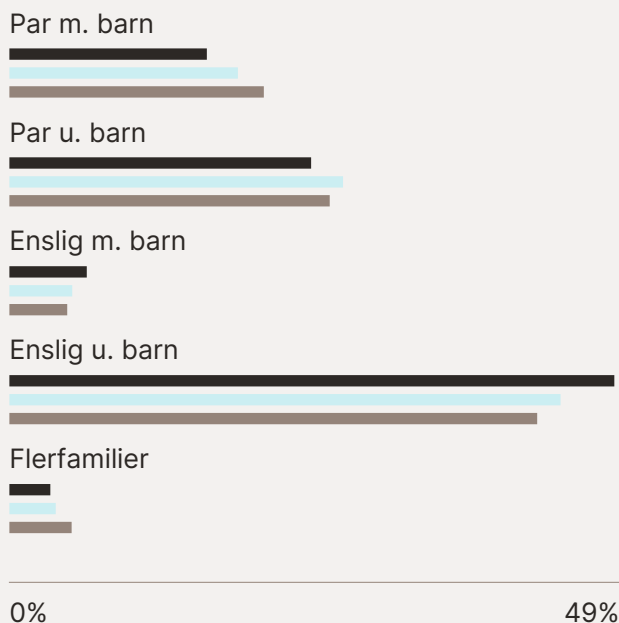 Par m. barn
Par u. barn
Enslig m. barn
Enslig u. barn
Flerfamilier
0% 49%